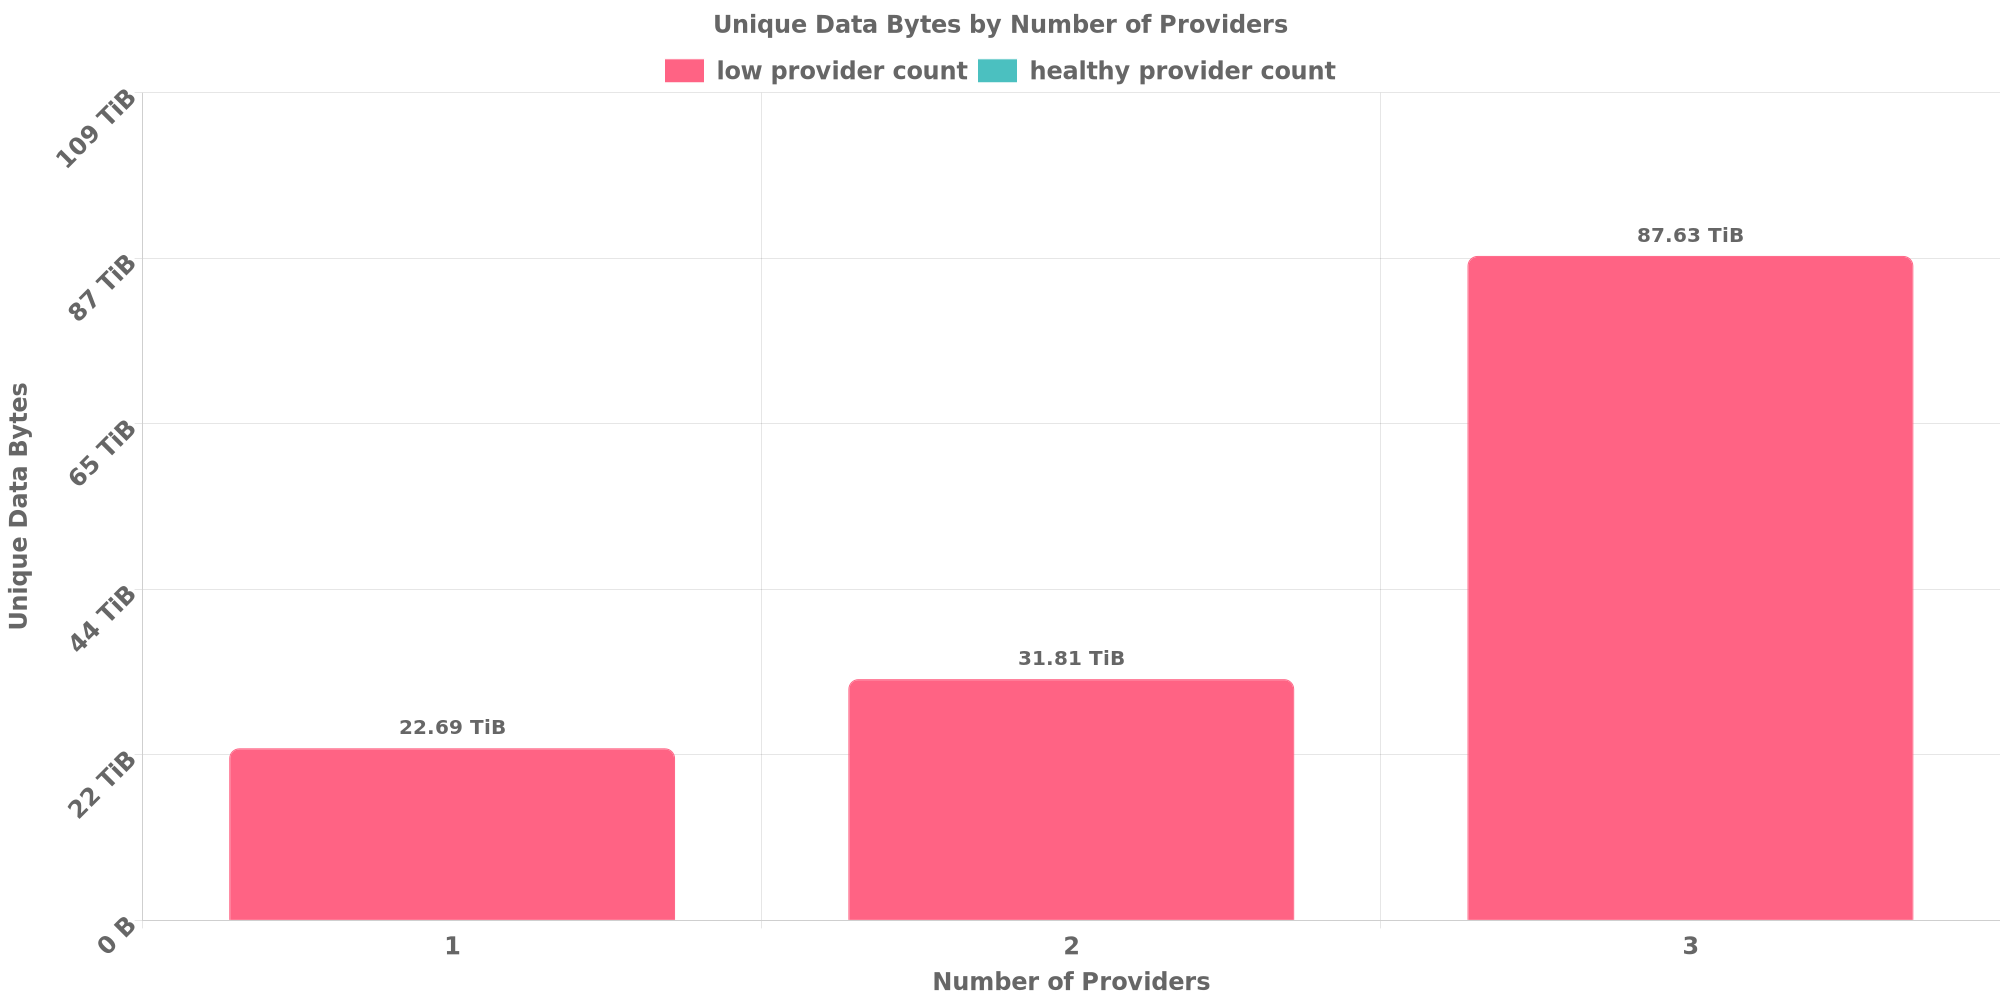 Unique Data Bytes by Number of Providers
low provider count healthy provider count
109 TiB
87 TiB
65 TiB
44 TiB
22 TiB
0 B
Unique Data Bytes
22.69 TiB
31.81 TiB
87.63 TiB
1 2 3
Number of Providers